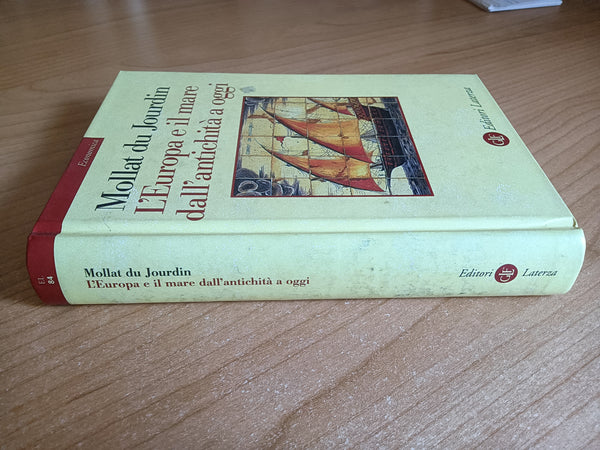 Economica
Mollat du Jourdin
L'Europa e il mare
dall'antichità a oggi
Editori Laterza
E.L.
84
Mollat du Jourdin
L'Europa e il mare dall'antichità a oggi
Editori Laterza